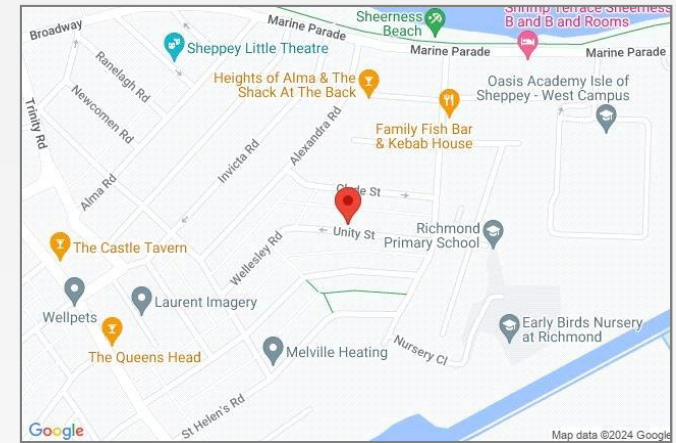 Broadway
Marine Parade
Sheerness
Beach
Shrimp Terrace Sheerness
B and B and Rooms
Marine Parade
Marine Parade
Sheppey Little Theatre
Ranelagh Rd
Heights of Alma & The
Shack At The Back
Oasis Academy Isle of
Sheppey - West Campus
Newcomen Rd
Trinity Rd
Family Fish Bar
& Kebab House
Alexandra Rd
Invicta Rd
Alma Rd
Clyde St
Unity St
Richmond
Primary School
The Castle Tavern
Wellesley Rd
Wellpets
Laurent Imagery
The Queens Head
Melville Heating
Nursery Cl
Early Birds Nursery
at Richmond
St Helen's Rd
Google
Map data ©2024 Google